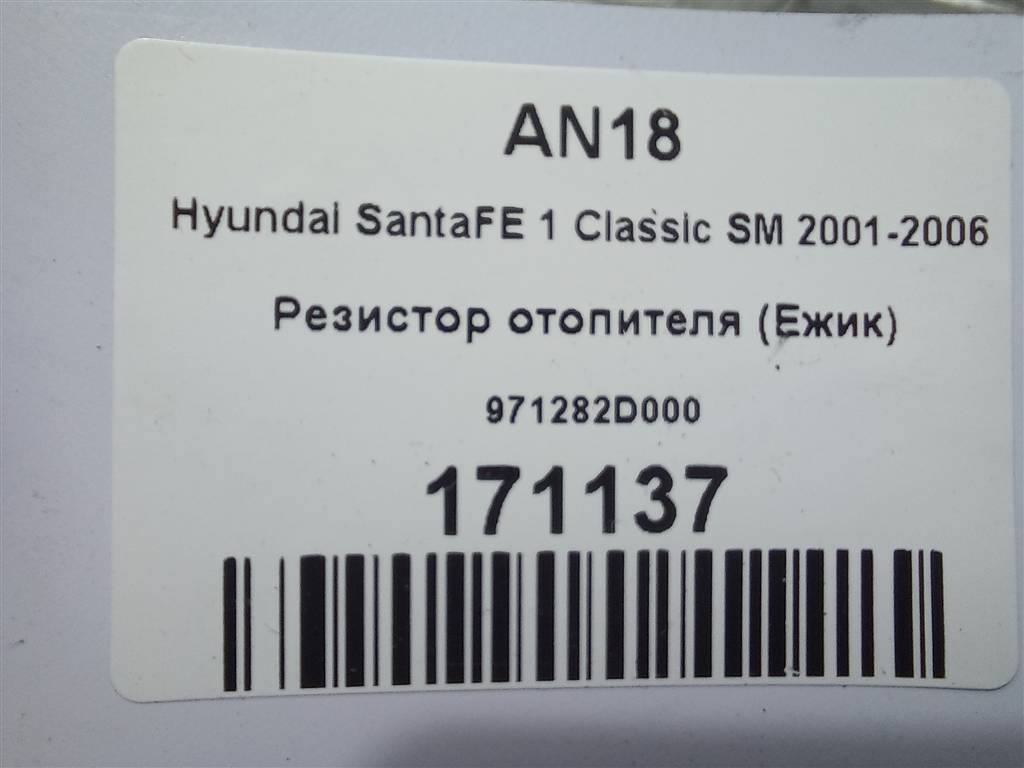 AN18
Hyundai SantaFE 1 Classic SM 2001-2006
Резистор отопителя (Ежик)
971282D000
171137